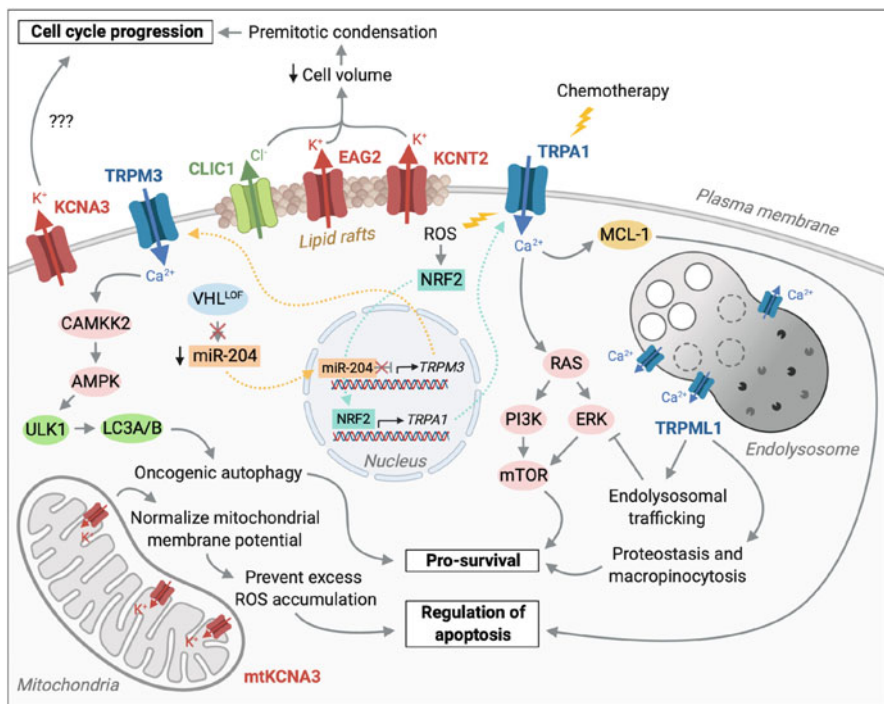 Cell cycle progression
Premitotic condensation
Cell volume
Chemotherapy
???
K⁺
KCNA3
TRPM3
Ca²⁺
CLIC1
Cl⁻
K⁺
EAG2
K⁺
KCNT2
Lipid rafts
TRPA1
Ca²⁺
Plasma membrane
ROS
NRF2
MCL-1
VHL^LOF
miR-204
CAMKK2
AMPK
ULK1
LC3A/B
miR-204
TRPM3
NRF2
TRPA1
Nucleus
RAS
PI3K
ERK
mTOR
Ca²⁺
Ca²⁺
Ca²⁺
TRPML1
Endolysosome
Endolysosomal
trafficking
Proteostasis and
macropinocytosis
Oncogenic autophagy
Normalize mitochondrial
membrane potential
Prevent excess
ROS accumulation
Pro-survival
Regulation of
apoptosis
K⁺
K⁺
K⁺
mtKCNA3
Mitochondria